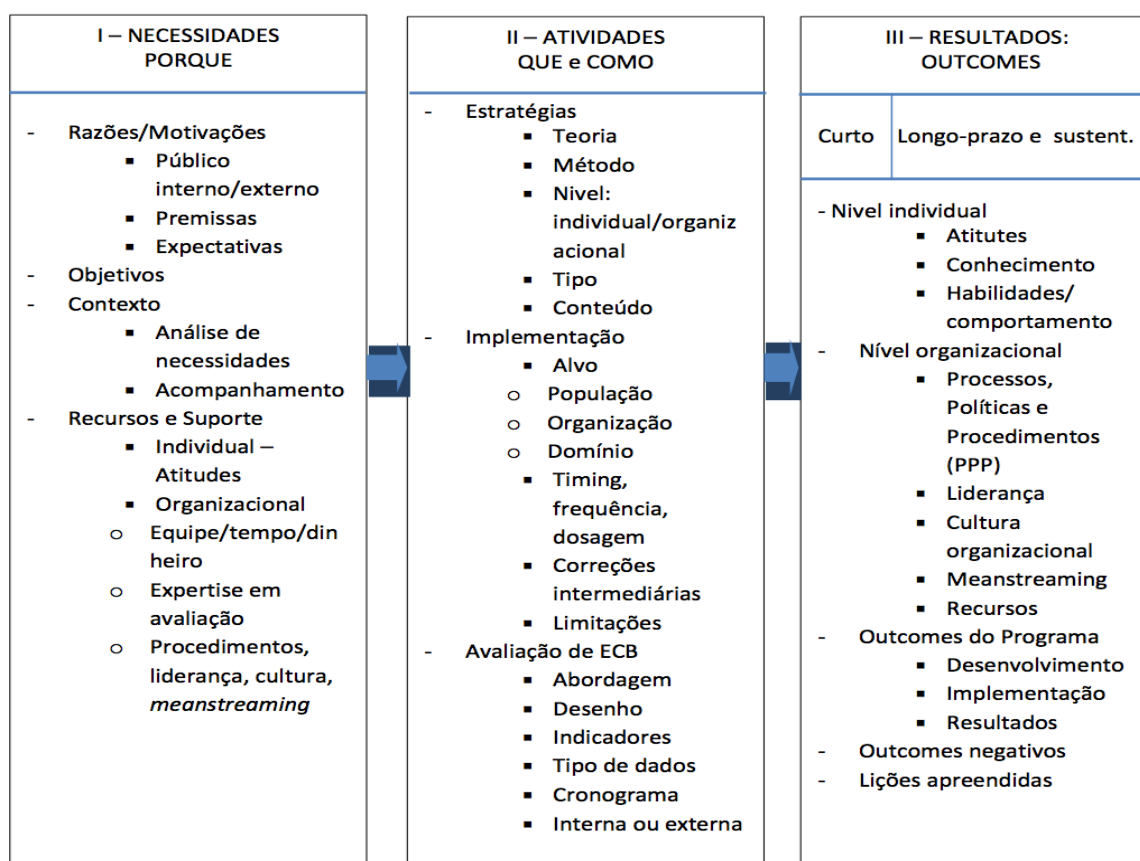 I – NECESSIDADES
PORQUE
- Razões/Motivações
▪ Público
interno/externo
▪ Premissas
▪ Expectativas
- Objetivos
- Contexto
▪ Análise de
necessidades
▪ Acompanhamento
- Recursos e Suporte
▪ Individual –
Atitudes
▪ Organizacional
o Equipe/tempo/din
heiro
o Expertise em
avaliação
o Procedimentos,
liderança, cultura,
meanstreaming
II – ATIVIDADES
QUE e COMO
- Estratégias
▪ Teoria
▪ Método
▪ Nivel:
individual/organiz
acional
▪ Tipo
▪ Conteúdo
- Implementação
▪ Alvo
o População
o Organização
o Domínio
▪ Timing,
frequência,
dosagem
▪ Correções
intermediárias
▪ Limitações
- Avaliação de ECB
▪ Abordagem
▪ Desenho
▪ Indicadores
▪ Tipo de dados
▪ Cronograma
▪ Interna ou externa
III – RESULTADOS:
OUTCOMES
Curto Longo-prazo e sustent.
- Nivel individual
▪ Atitutes
▪ Conhecimento
▪ Habilidades/
comportamento
- Nível organizacional
▪ Processos,
Políticas e
Procedimentos
(PPP)
▪ Liderança
▪ Cultura
organizacional
▪ Meanstreaming
▪ Recursos
- Outcomes do Programa
▪ Desenvolvimento
▪ Implementação
▪ Resultados
- Outcomes negativos
- Lições apreendidas